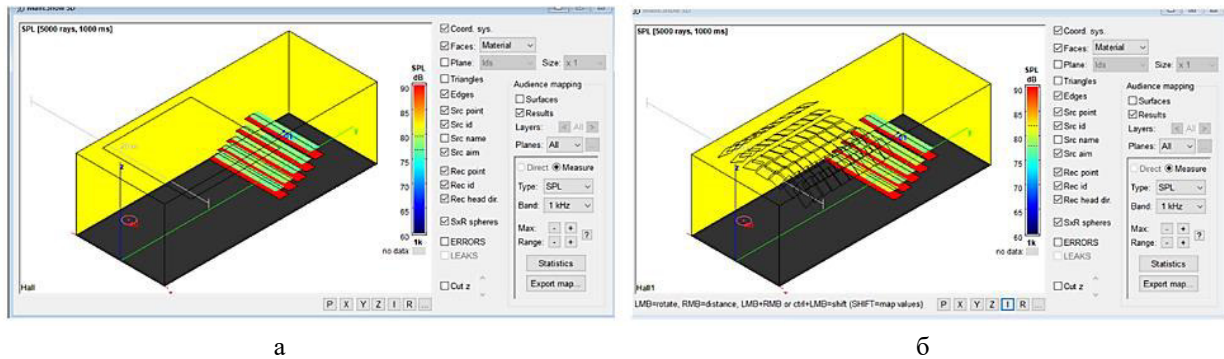 SPL [5000 rays, 1000 ms]
SPL
dB
90
85
80
75
70
65
60
1k
no data:
Hall
P X Y Z I R ...
Coord. sys.
Faces: Material
Plane: Ids Size: x 1
Triangles
Edges
Src point
Src id
Src name
Src aim
Rec point
Rec id
Rec head dir.
SxR spheres
ERRORS
LEAKS
Cut z
Audience mapping
Surfaces
Results
Layers: < All >
Planes: All ...
Direct Measure
Type: SPL
Band: 1 kHz
Max: - +
Range: - + ?
Statistics
Export map...
SPL [5000 rays, 1000 ms]
SPL
dB
90
85
80
75
70
65
60
1k
no data:
Hall1
LMB=rotate, RMB=distance, LMB+RMB or ctrl+LMB=shift (SHIFT=map values)
P X Y Z I R ...
Coord. sys.
Faces: Material
Plane: Ids Size: x 1
Triangles
Edges
Src point
Src id
Src name
Src aim
Rec point
Rec id
Rec head dir.
SxR spheres
ERRORS
LEAKS
Cut z
Audience mapping
Surfaces
Results
Layers: < All >
Planes: All ...
Direct Measure
Type: SPL
Band: 1 kHz
Max: - +
Range: - + ?
Statistics
Export map...
а
б